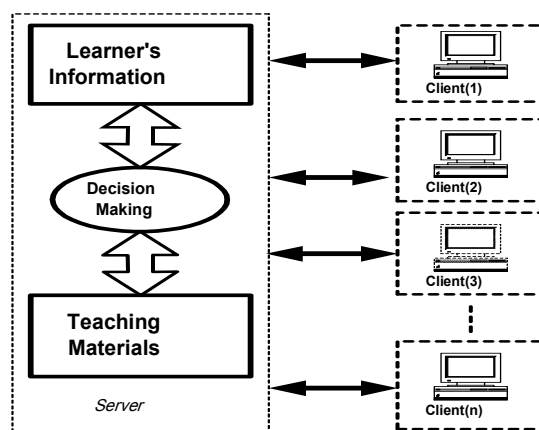 Learner's
Information
Decision
Making
Teaching
Materials
Server
Client(1)
Client(2)
Client(3)
Client(n)